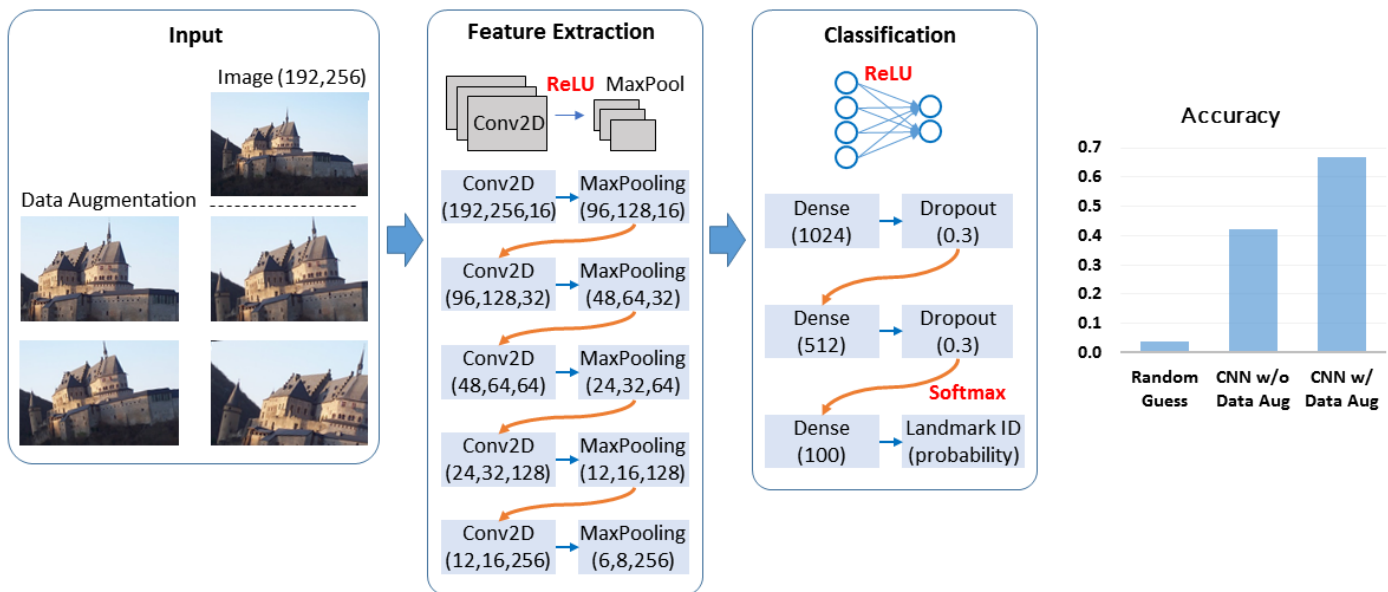 Input
Image (192,256)
Data Augmentation
Feature Extraction
ReLU
MaxPool
Conv2D
Conv2D
(192,256,16)
MaxPooling
(96,128,16)
Conv2D
(96,128,32)
MaxPooling
(48,64,32)
Conv2D
(48,64,64)
MaxPooling
(24,32,64)
Conv2D
(24,32,128)
MaxPooling
(12,16,128)
Conv2D
(12,16,256)
MaxPooling
(6,8,256)
Classification
ReLU
Dense
(1024)
Dropout
(0.3)
Dense
(512)
Dropout
(0.3)
Softmax
Dense
(100)
Landmark ID
(probability)
Accuracy
0.7
0.6
0.5
0.4
0.3
0.2
0.1
0.0
Random
Guess
CNN w/o
Data Aug
CNN w/
Data Aug